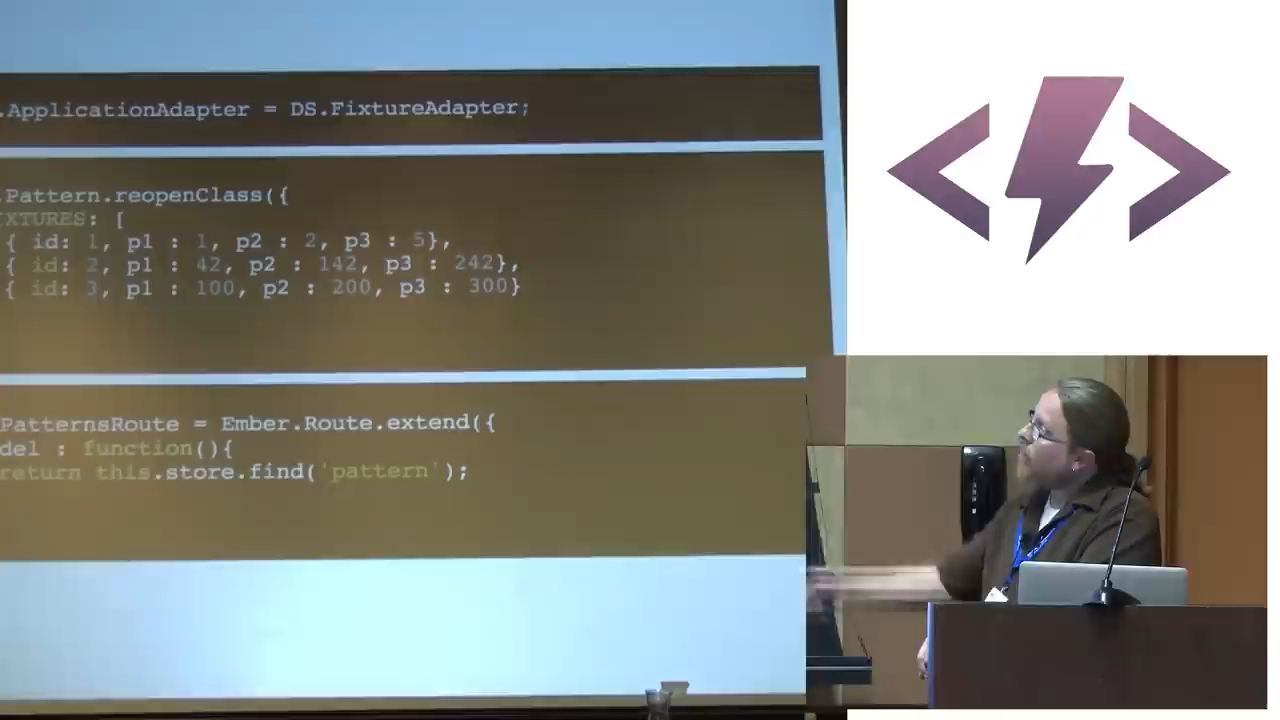 .ApplicationAdapter = DS.FixtureAdapter;
.Pattern.reopenClass({
IXTURES: [
{ id: 1, p1 : 1, p2 : 2, p3 : 5},
{ id: 2, p1 : 42, p2 : 142, p3 : 242},
{ id: 3, p1 : 100, p2 : 200, p3 : 300}
PatternsRoute = Ember.Route.extend({
del : function(){
return this.store.find('pattern');